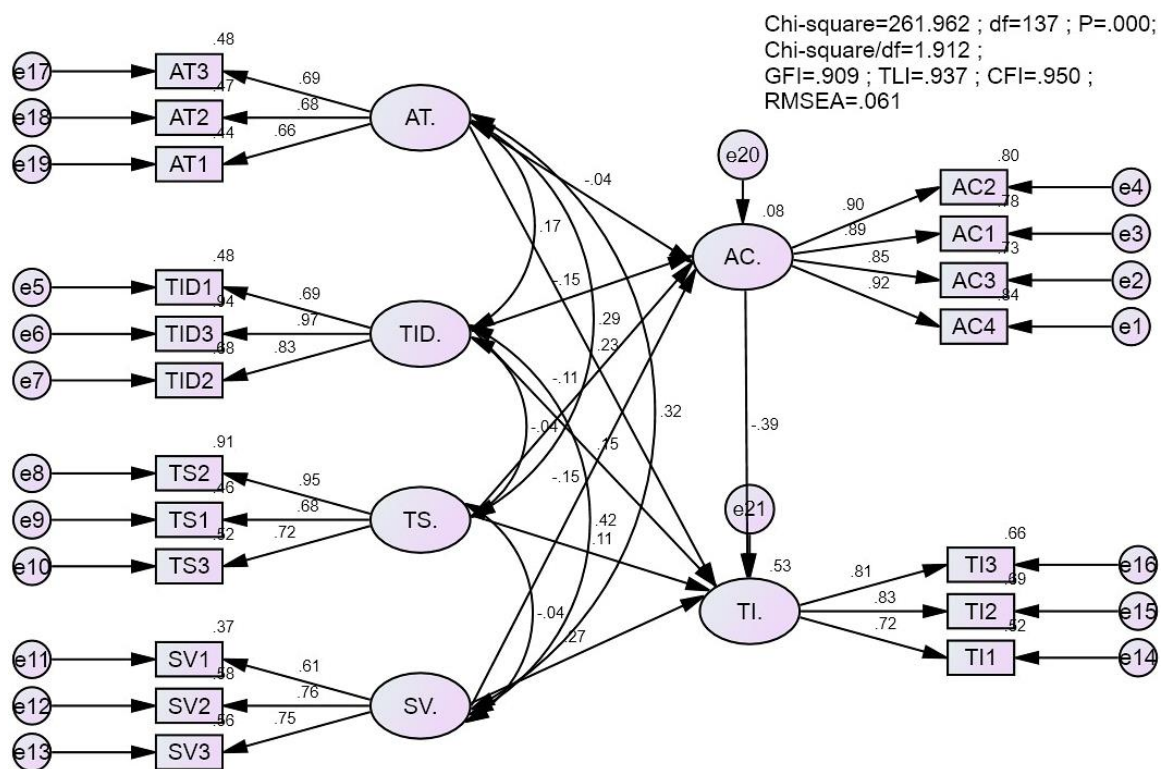 Chi-square=261.962 ; df=137 ; P=.000;
Chi-square/df=1.912 ;
GFI=.909 ; TLI=.937 ; CFI=.950 ;
RMSEA=.061
.48
e17 AT3 .69 AT.
.47
e18 AT2 .68
.44
e19 AT1 .66
e20
-.04
.08
AC.
.80
.90 AC2 e4
.78
.89 AC1 e3
.73
.85 AC3 e2
.84
.92 AC4 e1
.17
-.15
.48
e5 TID1 .69 TID.
.94
e6 TID3 .97
.68
e7 TID2 .83
.29
.23
-.11
.32
-.39
-.04
.15
-.15
.91
e8 TS2 .95 TS.
.46
e9 TS1 .68
.52
e10 TS3 .72
.42
.11
e21
.53
TI.
.66
.81 TI3 e16
.69
.83 TI2 e15
.52
.72 TI1 e14
-.04
.27
.37
e11 SV1 .61 SV.
.58
e12 SV2 .76
.56
e13 SV3 .75